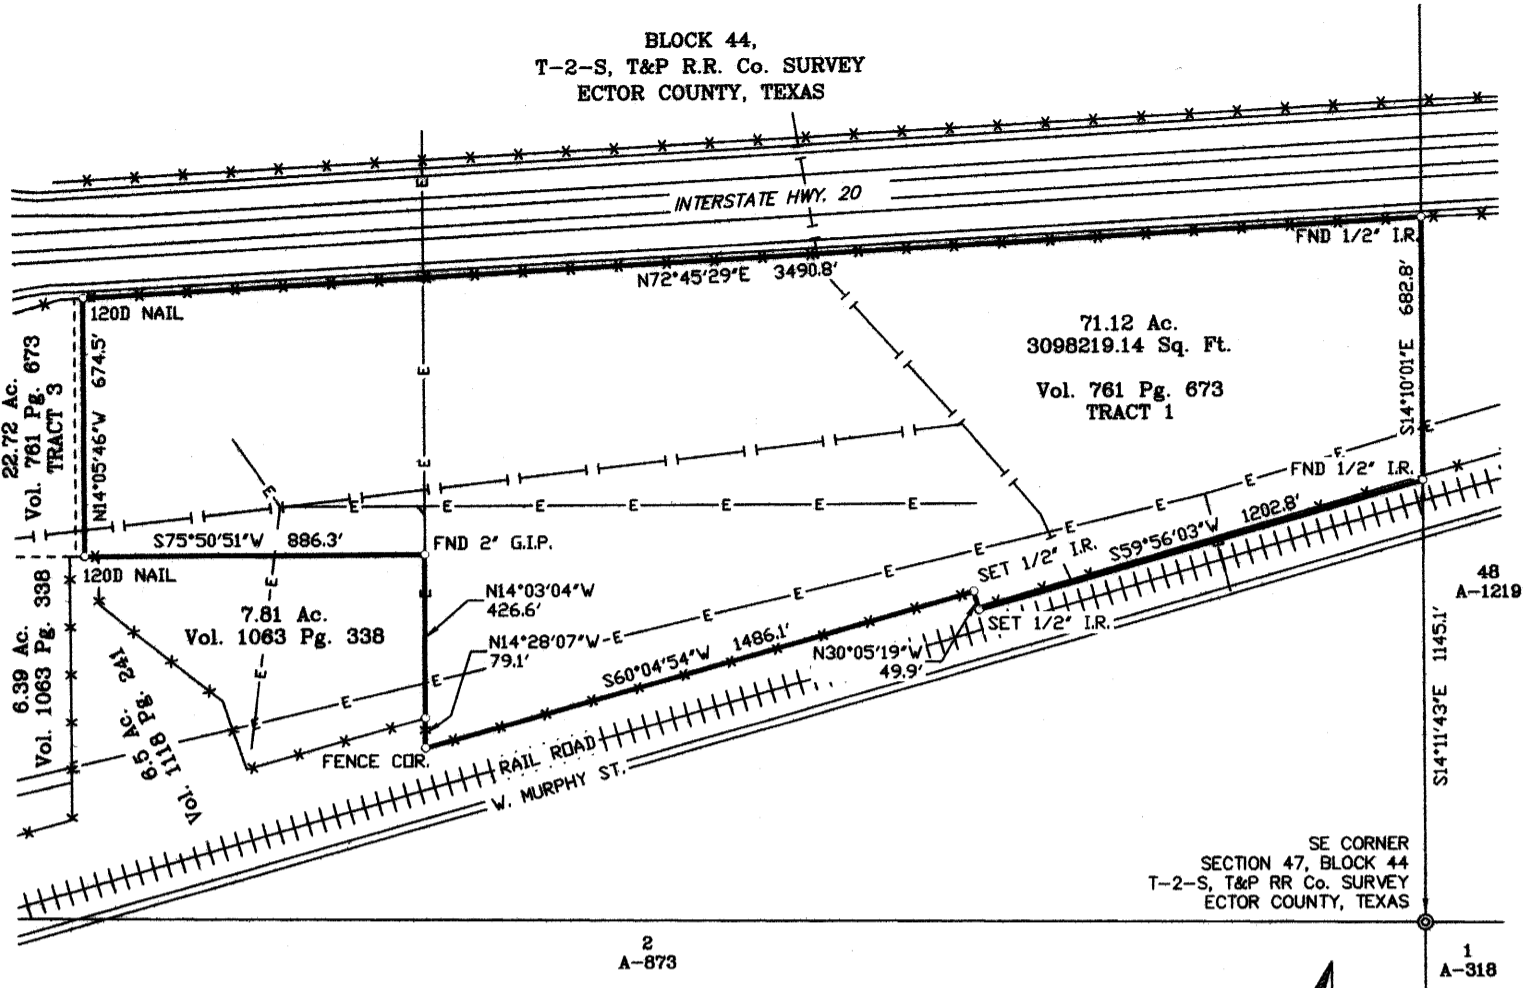 BLOCK 44,
T-2-S, T&P R.R. Co. SURVEY
ECTOR COUNTY, TEXAS
INTERSTATE HWY. 20
FND 1/2" I.R.
N72°45'29"E 3490.8'
120D NAIL
71.12 Ac.
3098219.14 Sq. Ft.
Vol. 761 Pg. 673
TRACT 1
S14°10'01"E 682.8'
22.72 Ac.
Vol. 761 Pg. 673
TRACT 3
N14°05'46"W 674.5'
E
E
E
E
E
E
E
E
E
E
E
FND 1/2" I.R.
S75°50'51"W 886.3'
FND 2" G.I.P.
E
E
E
E
E
SET 1/2" I.R.
S59°56'03"W 1202.8'
120D NAIL
6.39 Ac.
Vol. 1063 Pg. 338
7.81 Ac.
Vol. 1063 Pg. 338
N14°03'04"W
426.6'
N14°28'07"W
79.1'
SET 1/2" I.R.
N30°05'19"W
49.9'
48
A-1219
6.5 Ac.
Vol. 1118 Pg. 241
E
E
E
E
E
E
E
S60°04'54"W 1486.1'
FENCE COR.
RAIL ROAD
W. MURPHY ST.
S14°11'43"E 1145.1'
SE CORNER
SECTION 47, BLOCK 44
T-2-S, T&P RR Co. SURVEY
ECTOR COUNTY, TEXAS
2
A-873
1
A-318